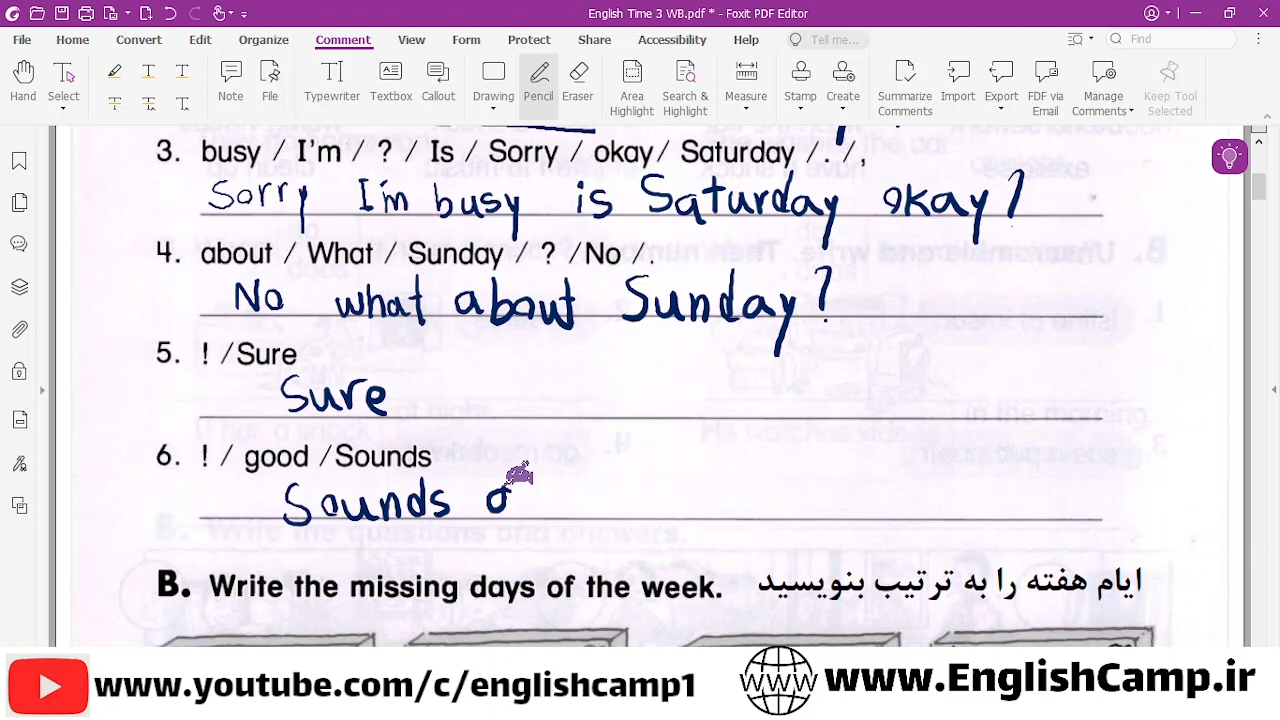 English Time 3 WB.pdf * - Foxit PDF Editor
File Home Convert Edit Organize Comment View Form Protect Share Accessibility Help Tell me... Find
Hand Select Note File Typewriter Textbox Callout Drawing Pencil Eraser Area Highlight Search & Highlight Measure Stamp Create Summarize Comments Import Export PDF via Email Manage Comments Keep Tool Selected
3. busy / I'm / ? / Is / Sorry / okay / Saturday / . / ,
Sorry I'm busy is Saturday okay?
4. about / What / Sunday / ? / No / .
No what about Sunday?
5. ! / Sure
Sure
6. ! / good / Sounds
Sounds
B. Write the missing days of the week. ایام هفته را به ترتیب بنویسید
www.youtube.com/c/englishcamp1 www www.EnglishCamp.ir